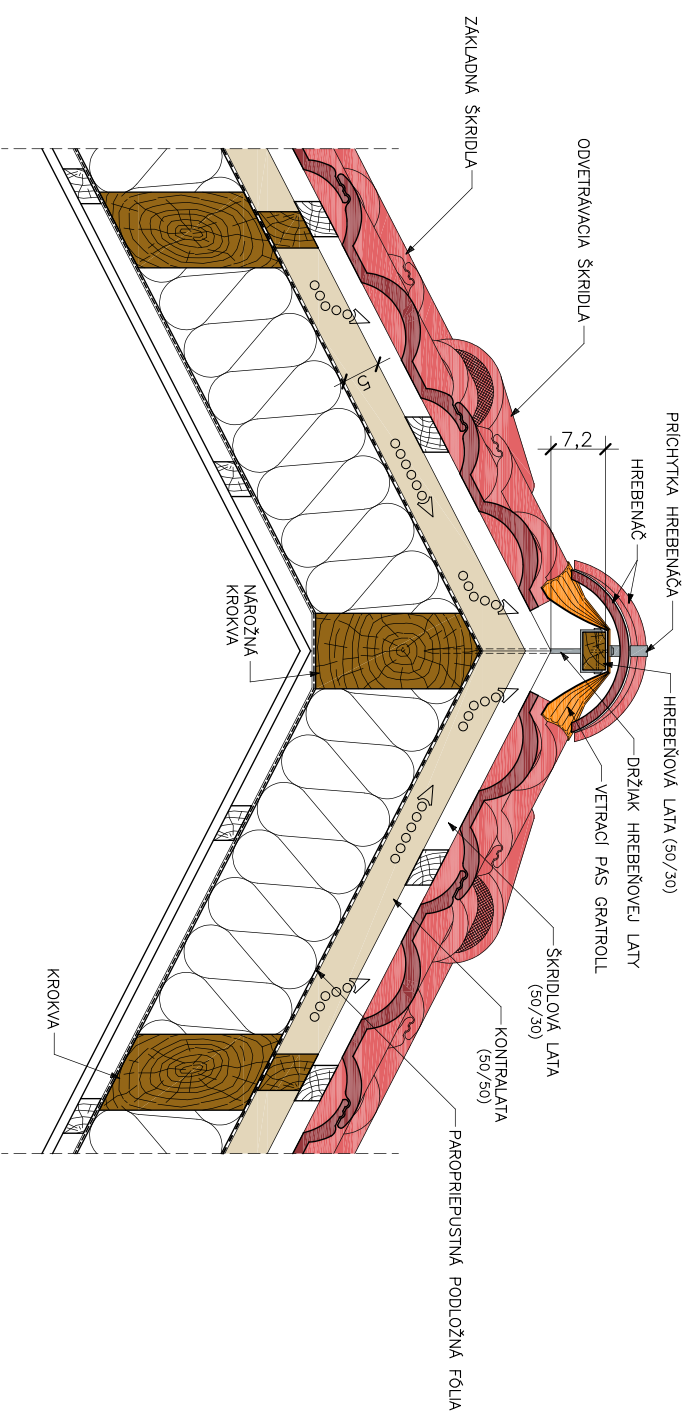 ZÁKLADNÁ ŠKRIDLA
ODVETRÁVACIA ŠKRIDLA
7,2
PRÍCHYTKA HREBENÁČA
HREBENÁČ
HREBEŇOVÁ LATA (50/30)
DRŽIAK HREBEŇOVEJ LATY
VETRACÍ PÁS GRATROLL
ŠKRIDLOVÁ LATA
(50/30)
KONTRALATA
(50/50)
PAROPRIEPUSTNÁ PODLOŽNÁ FÓLIA
5
NÁROŽNÁ
KROKVA
KROKVA